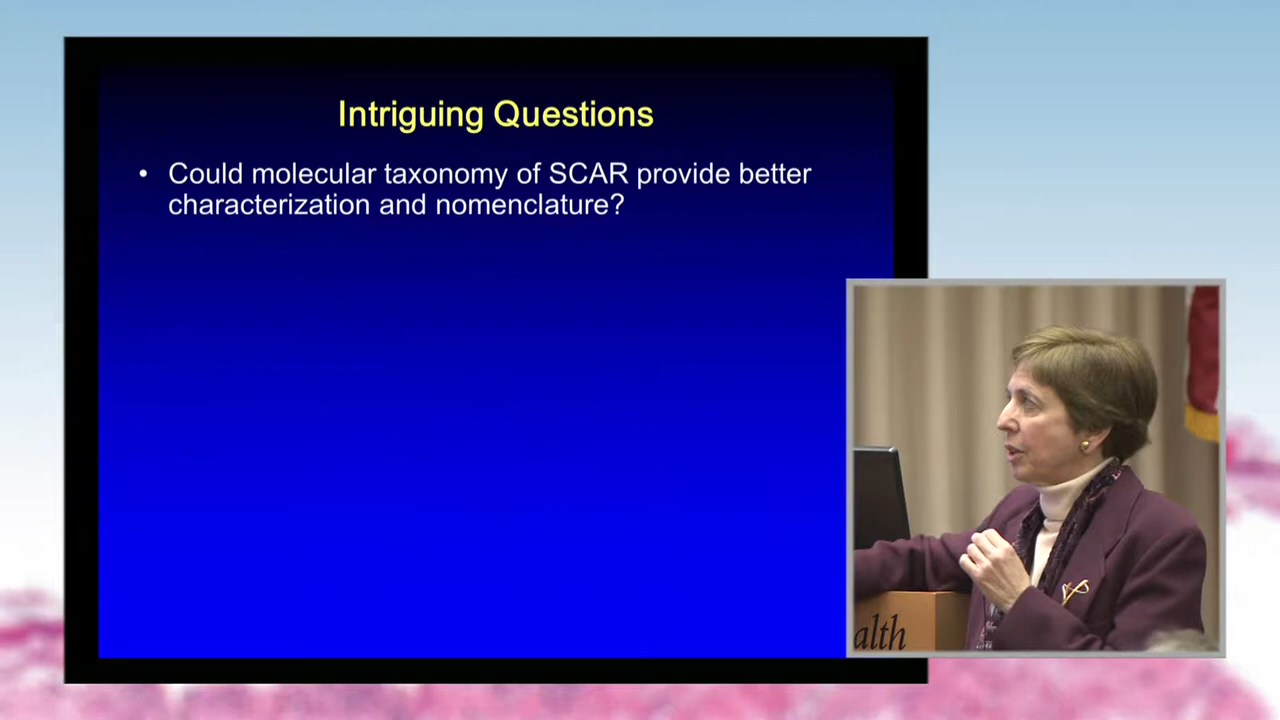 Intriguing Questions
• Could molecular taxonomy of SCAR provide better
characterization and nomenclature?
alth